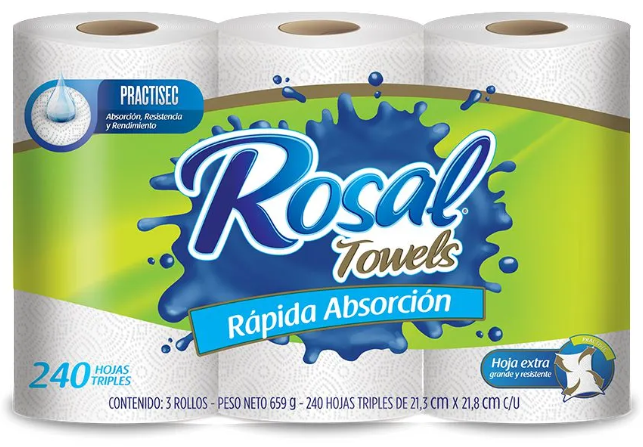 PRACTISEC
Absorción, Resistencia
y Rendimiento
Rosal®
Towels
Rápida Absorción
240 HOJAS
TRIPLES
PRACTISEC
Hoja extra
grande y resistente
CONTENIDO: 3 ROLLOS - PESO NETO 659 g - 240 HOJAS TRIPLES DE 21,3 cm X 21,8 cm C/U